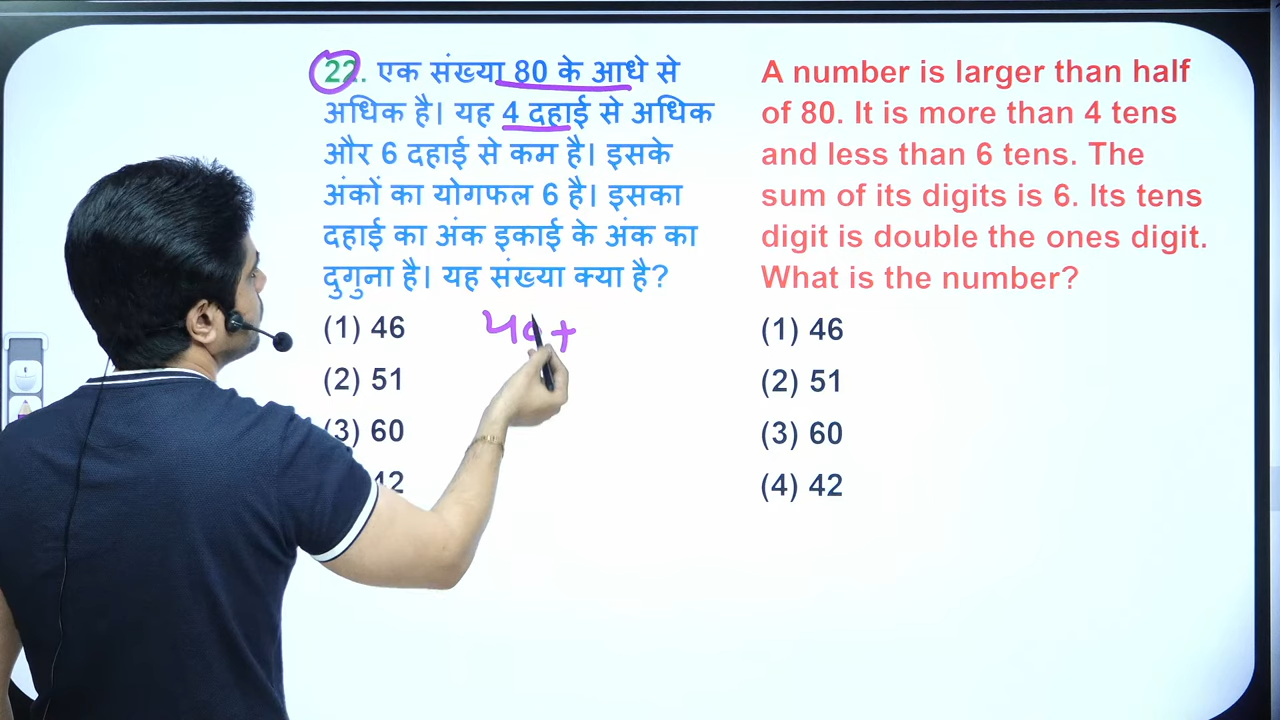 22. एक संख्या 80 के आधे से
अधिक है। यह 4 दहाई से अधिक
और 6 दहाई से कम है। इसके
अंकों का योगफल 6 है। इसका
दहाई का अंक इकाई के अंक का
दुगुना है। यह संख्या क्या है?
(1) 46
(2) 51
(3) 60
42
40+
A number is larger than half
of 80. It is more than 4 tens
and less than 6 tens. The
sum of its digits is 6. Its tens
digit is double the ones digit.
What is the number?
(1) 46
(2) 51
(3) 60
(4) 42